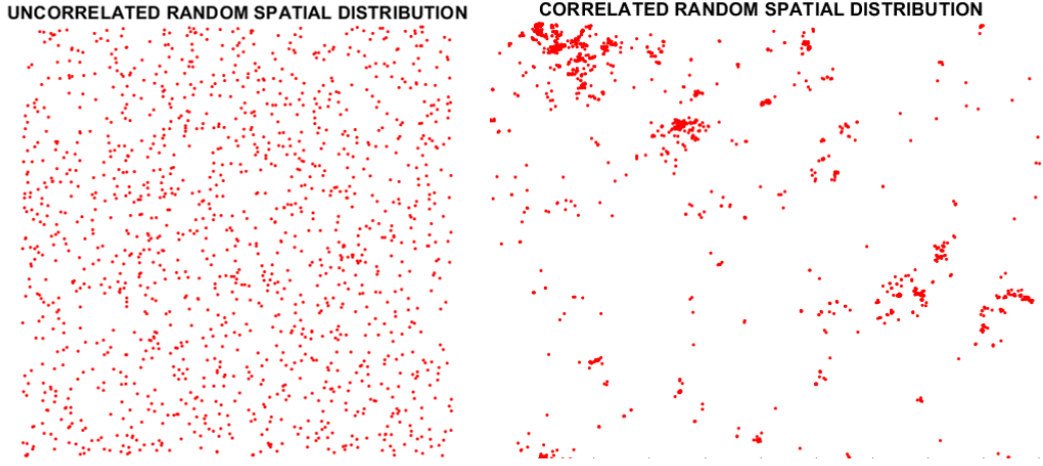 UNCORRELATED RANDOM SPATIAL DISTRIBUTION
CORRELATED RANDOM SPATIAL DISTRIBUTION